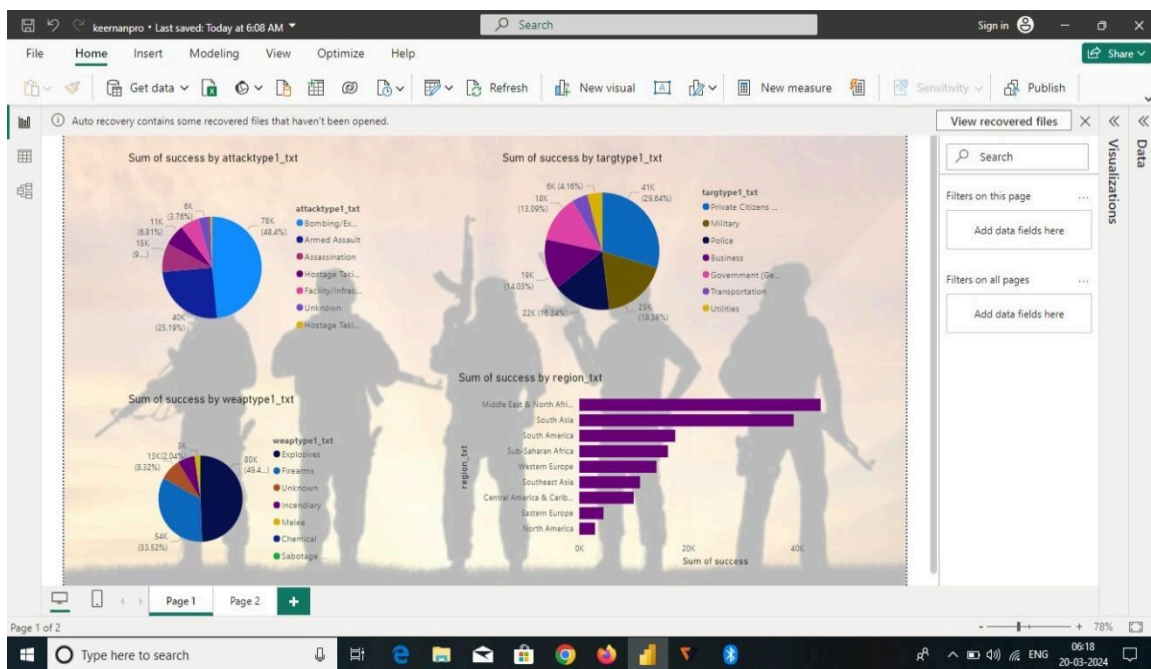 keernanpro • Last saved: Today at 6:08 AM
Search
Sign in
File Home Insert Modeling View Optimize Help
Share
Get data
Refresh
New visual
New measure
Sensitivity
Publish
Auto recovery contains some recovered files that haven't been opened.
View recovered files
Sum of success by attacktype1_txt
6K
(3.76%)
11K
(6.81%)
15K
(9...)
40K
(25.19%)
78K
(48.4%)
attacktype1_txt
Bombing/Ex...
Armed Assault
Assassination
Hostage Taki...
Facility/Infras...
Unknown
Hostage Taki...
Sum of success by targtype1_txt
6K (4.16%)
18K
(13.09%)
19K
(14.03%)
22K (16.24%)
25K
(18.38%)
41K
(29.64%)
targtype1_txt
Private Citizens ...
Military
Police
Business
Government (Ge...
Transportation
Utilities
Sum of success by weaptype1_txt
3K
(2.04%)
13K
(8.32%)
54K
(33.52%)
80K
(49.4...)
weaptype1_txt
Explosives
Firearms
Unknown
Incendiary
Melee
Chemical
Sabotage ...
Sum of success by region_txt
region_txt
Middle East & North Afri...
South Asia
South America
Sub-Saharan Africa
Western Europe
Southeast Asia
Central America & Carib...
Eastern Europe
North America
0K 20K 40K
Sum of success
Search
Filters on this page
...
Add data fields here
Filters on all pages
...
Add data fields here
Visualizations
Data
Page 1
Page 2
Page 1 of 2
78%
Type here to search
ENG
06:18
20-03-2024